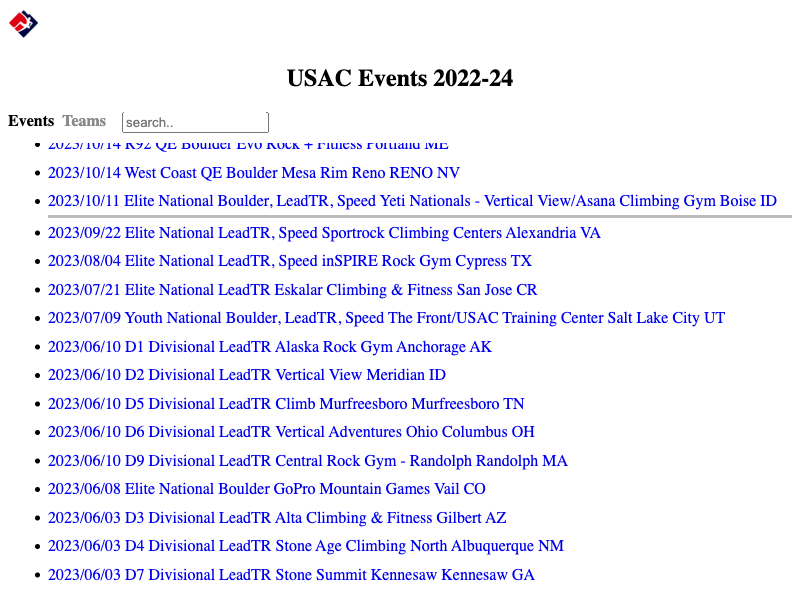 USAC Events 2022-24
Events Teams search..
2023/10/14 R92 QE Boulder Evo Rock + Fitness Portland ME
2023/10/14 West Coast QE Boulder Mesa Rim Reno RENO NV
2023/10/11 Elite National Boulder, LeadTR, Speed Yeti Nationals - Vertical View/Asana Climbing Gym Boise ID
2023/09/22 Elite National LeadTR, Speed Sportrock Climbing Centers Alexandria VA
2023/08/04 Elite National LeadTR, Speed inSPIRE Rock Gym Cypress TX
2023/07/21 Elite National LeadTR Eskalar Climbing & Fitness San Jose CR
2023/07/09 Youth National Boulder, LeadTR, Speed The Front/USAC Training Center Salt Lake City UT
2023/06/10 D1 Divisional LeadTR Alaska Rock Gym Anchorage AK
2023/06/10 D2 Divisional LeadTR Vertical View Meridian ID
2023/06/10 D5 Divisional LeadTR Climb Murfreesboro Murfreesboro TN
2023/06/10 D6 Divisional LeadTR Vertical Adventures Ohio Columbus OH
2023/06/10 D9 Divisional LeadTR Central Rock Gym - Randolph Randolph MA
2023/06/08 Elite National Boulder GoPro Mountain Games Vail CO
2023/06/03 D3 Divisional LeadTR Alta Climbing & Fitness Gilbert AZ
2023/06/03 D4 Divisional LeadTR Stone Age Climbing North Albuquerque NM
2023/06/03 D7 Divisional LeadTR Stone Summit Kennesaw Kennesaw GA